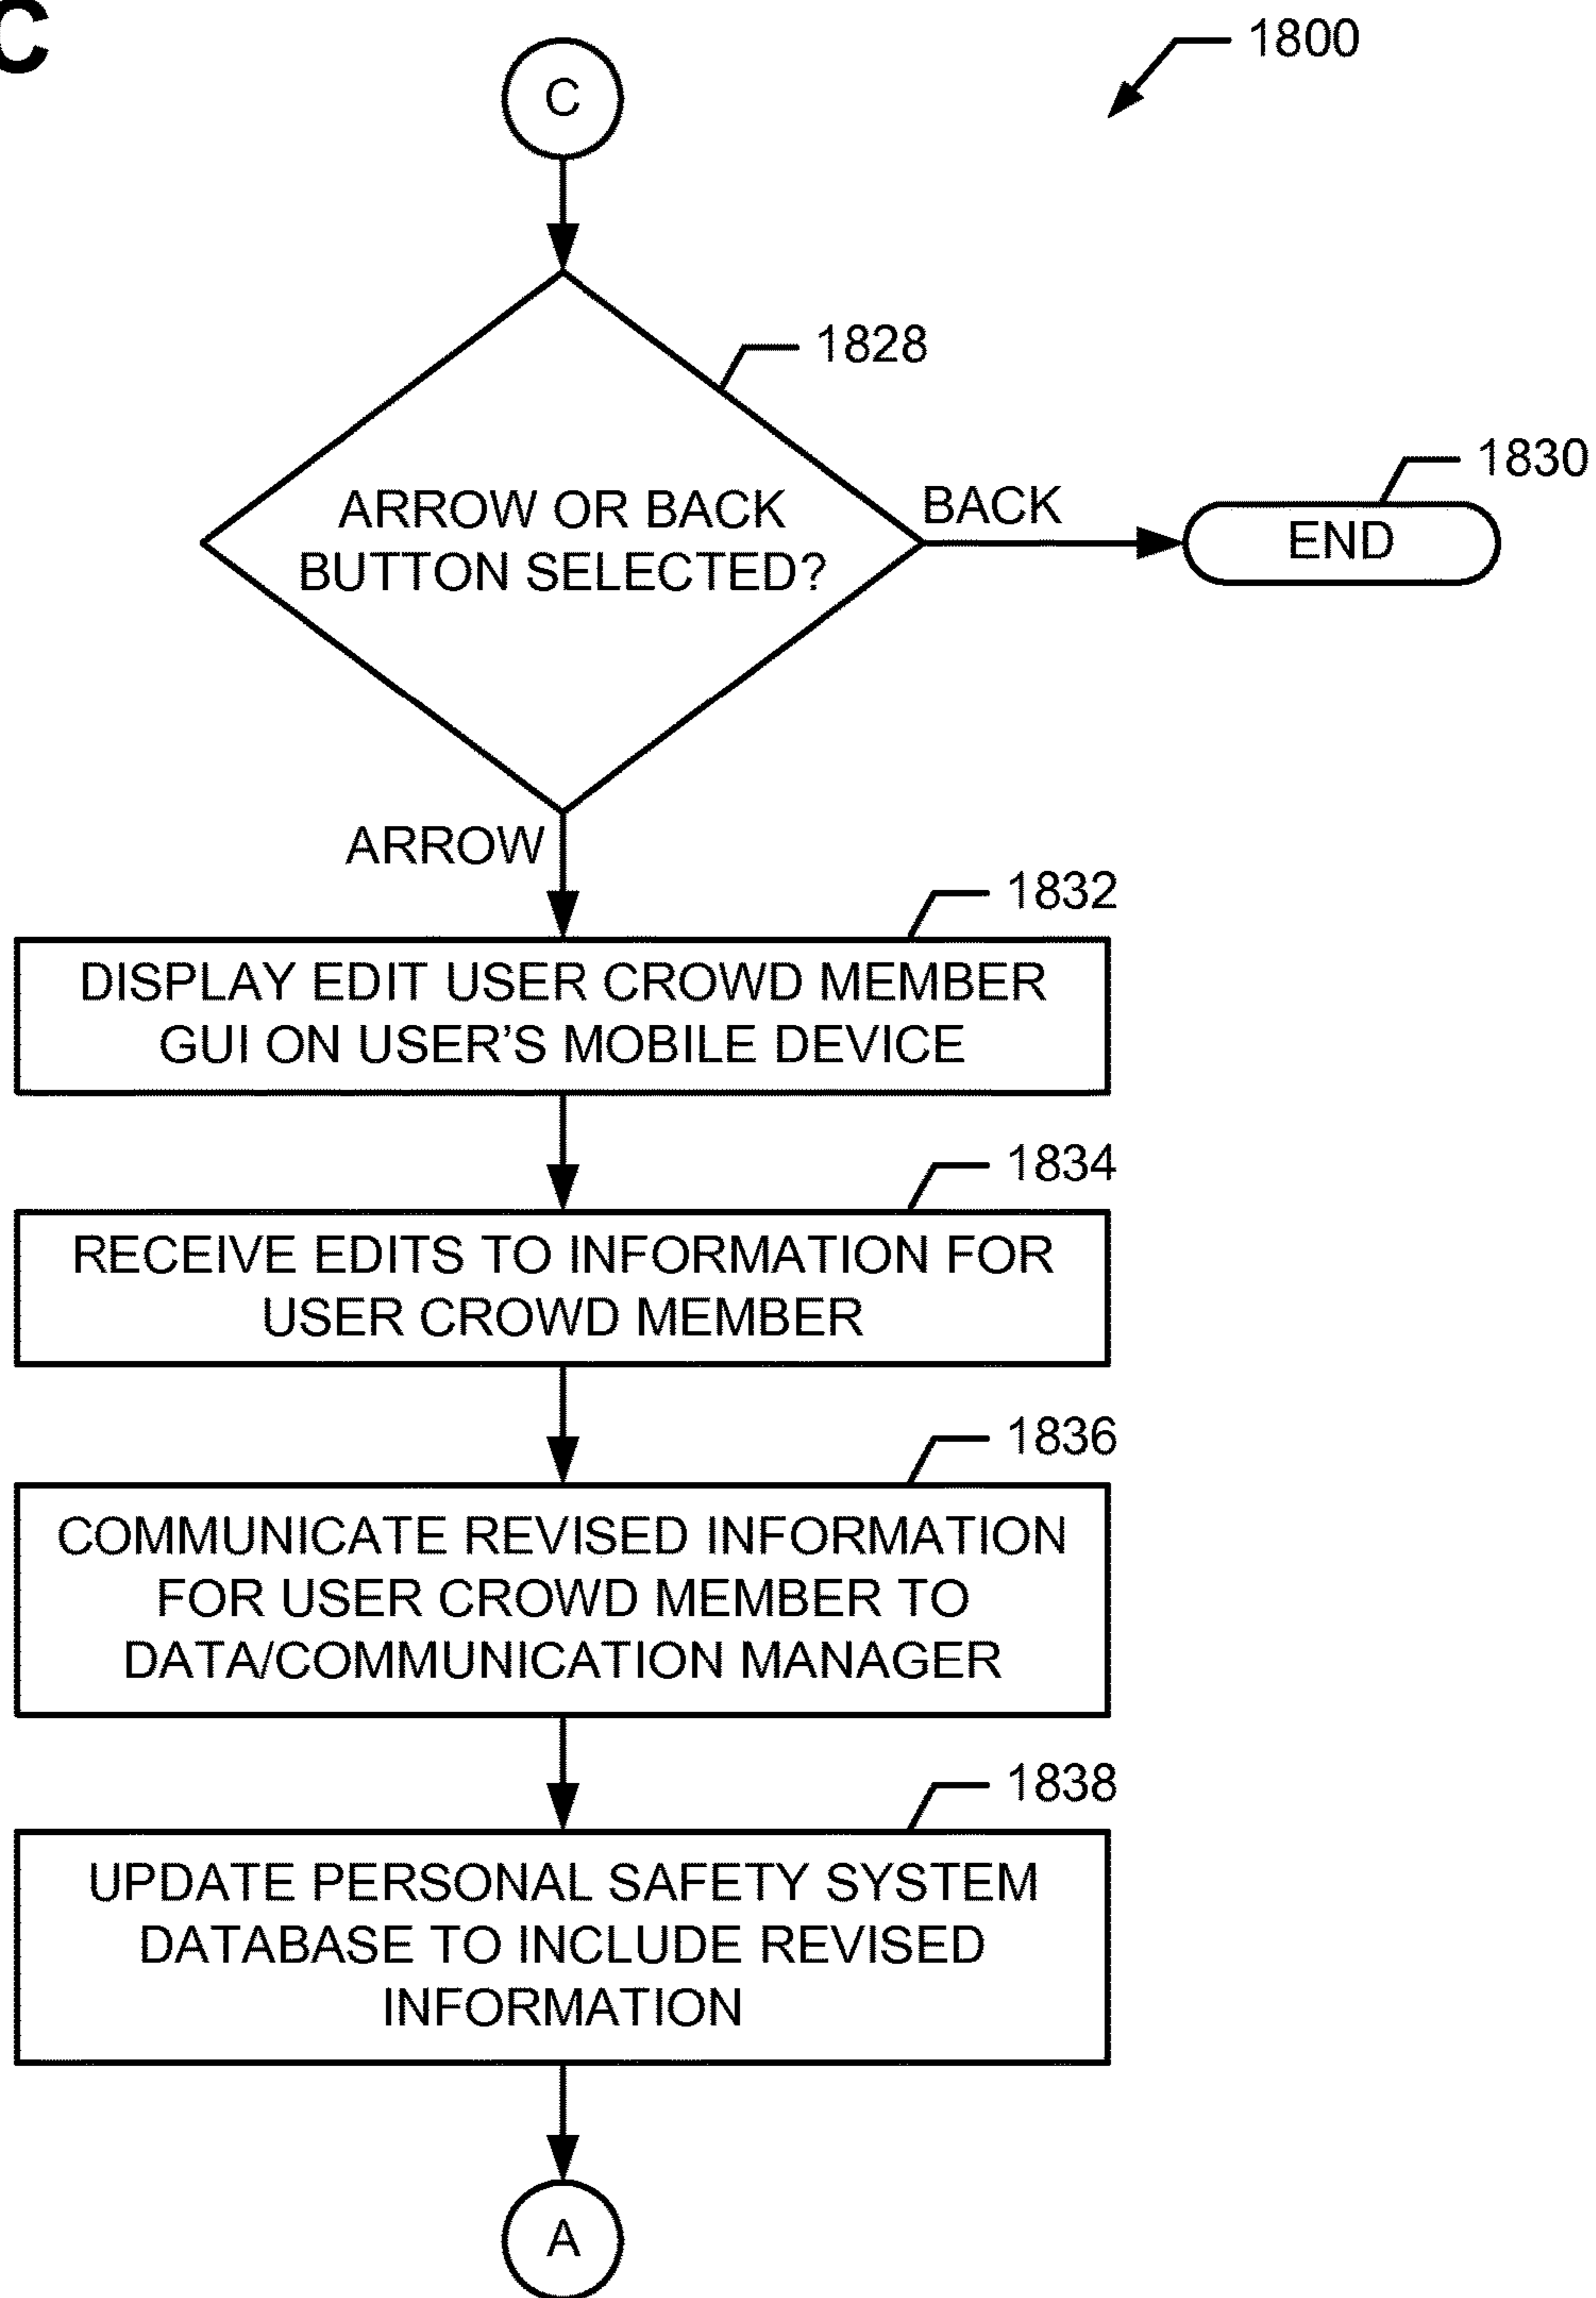 C
1800
C
1828
ARROW OR BACK
BUTTON SELECTED?
BACK
1830
END
ARROW
1832
DISPLAY EDIT USER CROWD MEMBER
GUI ON USER'S MOBILE DEVICE
1834
RECEIVE EDITS TO INFORMATION FOR
USER CROWD MEMBER
1836
COMMUNICATE REVISED INFORMATION
FOR USER CROWD MEMBER TO
DATA/COMMUNICATION MANAGER
1838
UPDATE PERSONAL SAFETY SYSTEM
DATABASE TO INCLUDE REVISED
INFORMATION
A